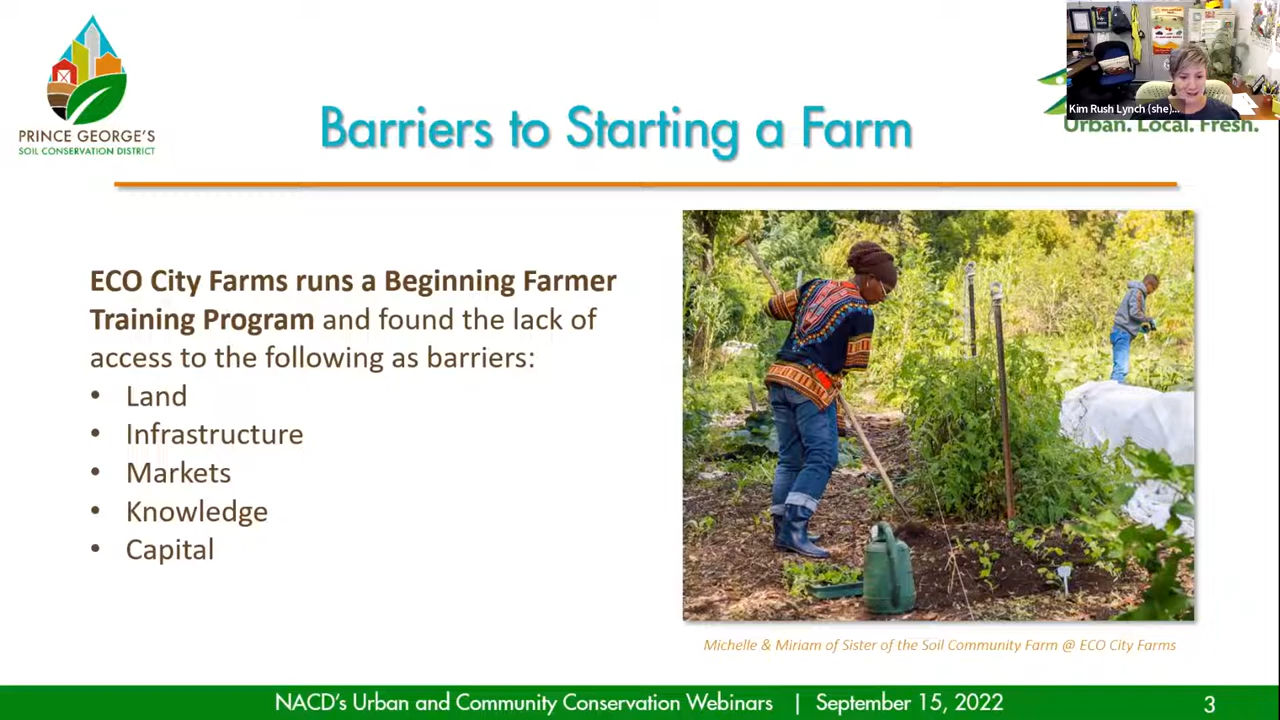 PRINCE GEORGE'S
SOIL CONSERVATION DISTRICT
Barriers to Starting a Farm
Kim Rush Lynch (she)...
Urban. Local. Fresh.
ECO City Farms runs a Beginning Farmer
Training Program and found the lack of
access to the following as barriers:
• Land
• Infrastructure
• Markets
• Knowledge
• Capital
Michelle & Miriam of Sister of the Soil Community Farm @ ECO City Farms
NACD's Urban and Community Conservation Webinars | September 15, 2022
3